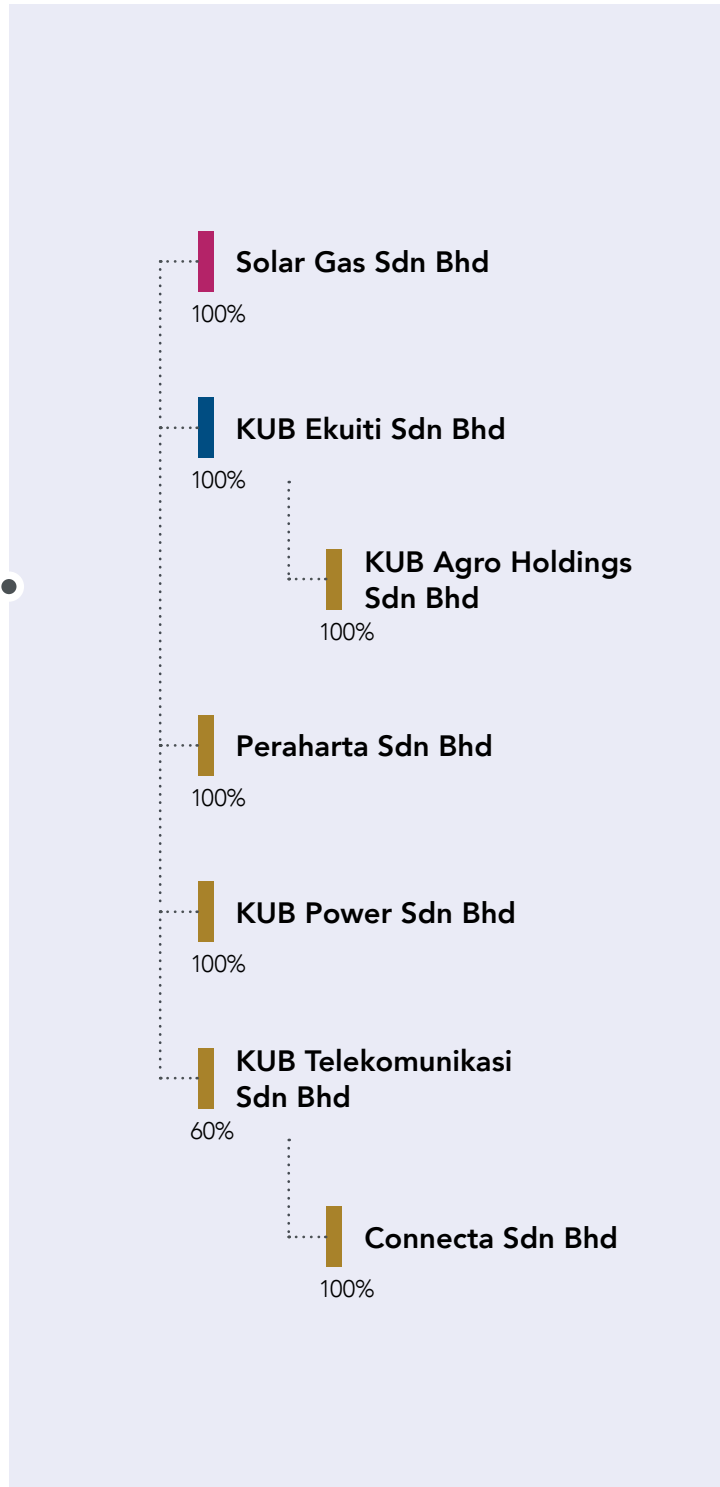 Solar Gas Sdn Bhd
100%
KUB Ekuiti Sdn Bhd
100%
KUB Agro Holdings
Sdn Bhd
100%
Peraharta Sdn Bhd
100%
KUB Power Sdn Bhd
100%
KUB Telekomunikasi
Sdn Bhd
60%
Connecta Sdn Bhd
100%